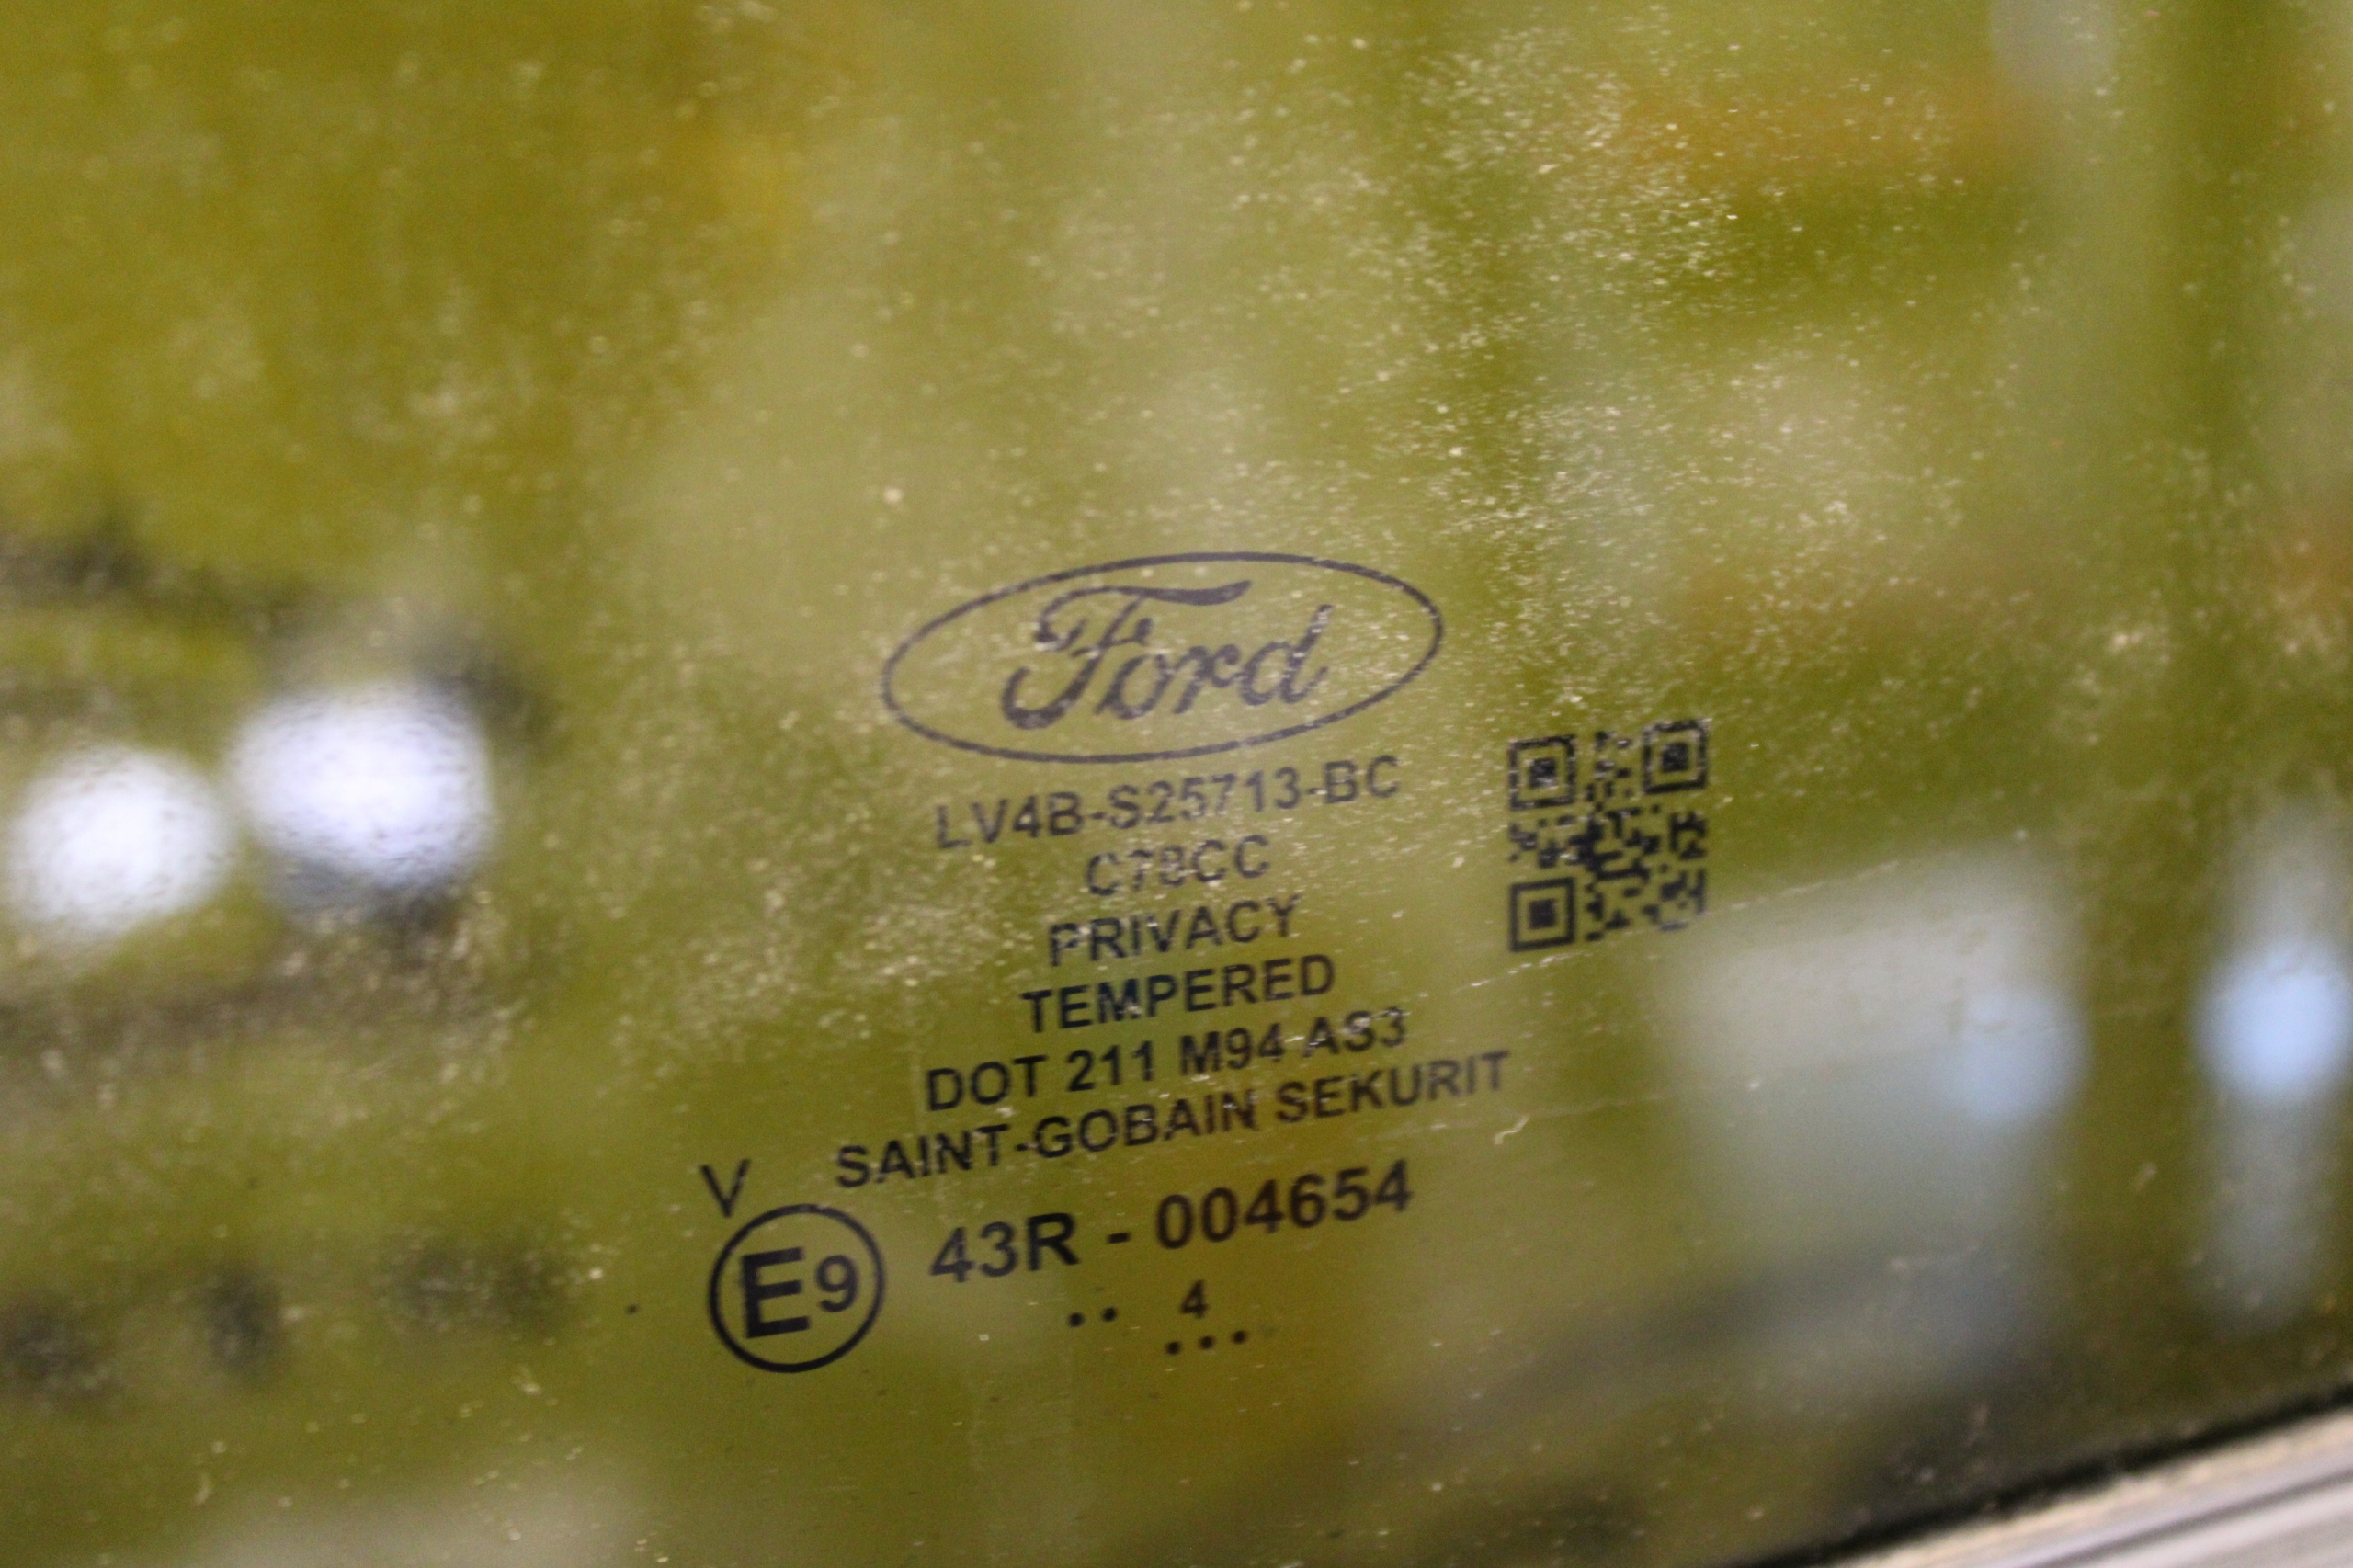 Ford
LV4B-S25713-BC
C78CC
PRIVACY
TEMPERED
DOT 211 M94 AS3
SAINT-GOBAIN SEKURIT
V
E9 43R - 004654
.. 4
...